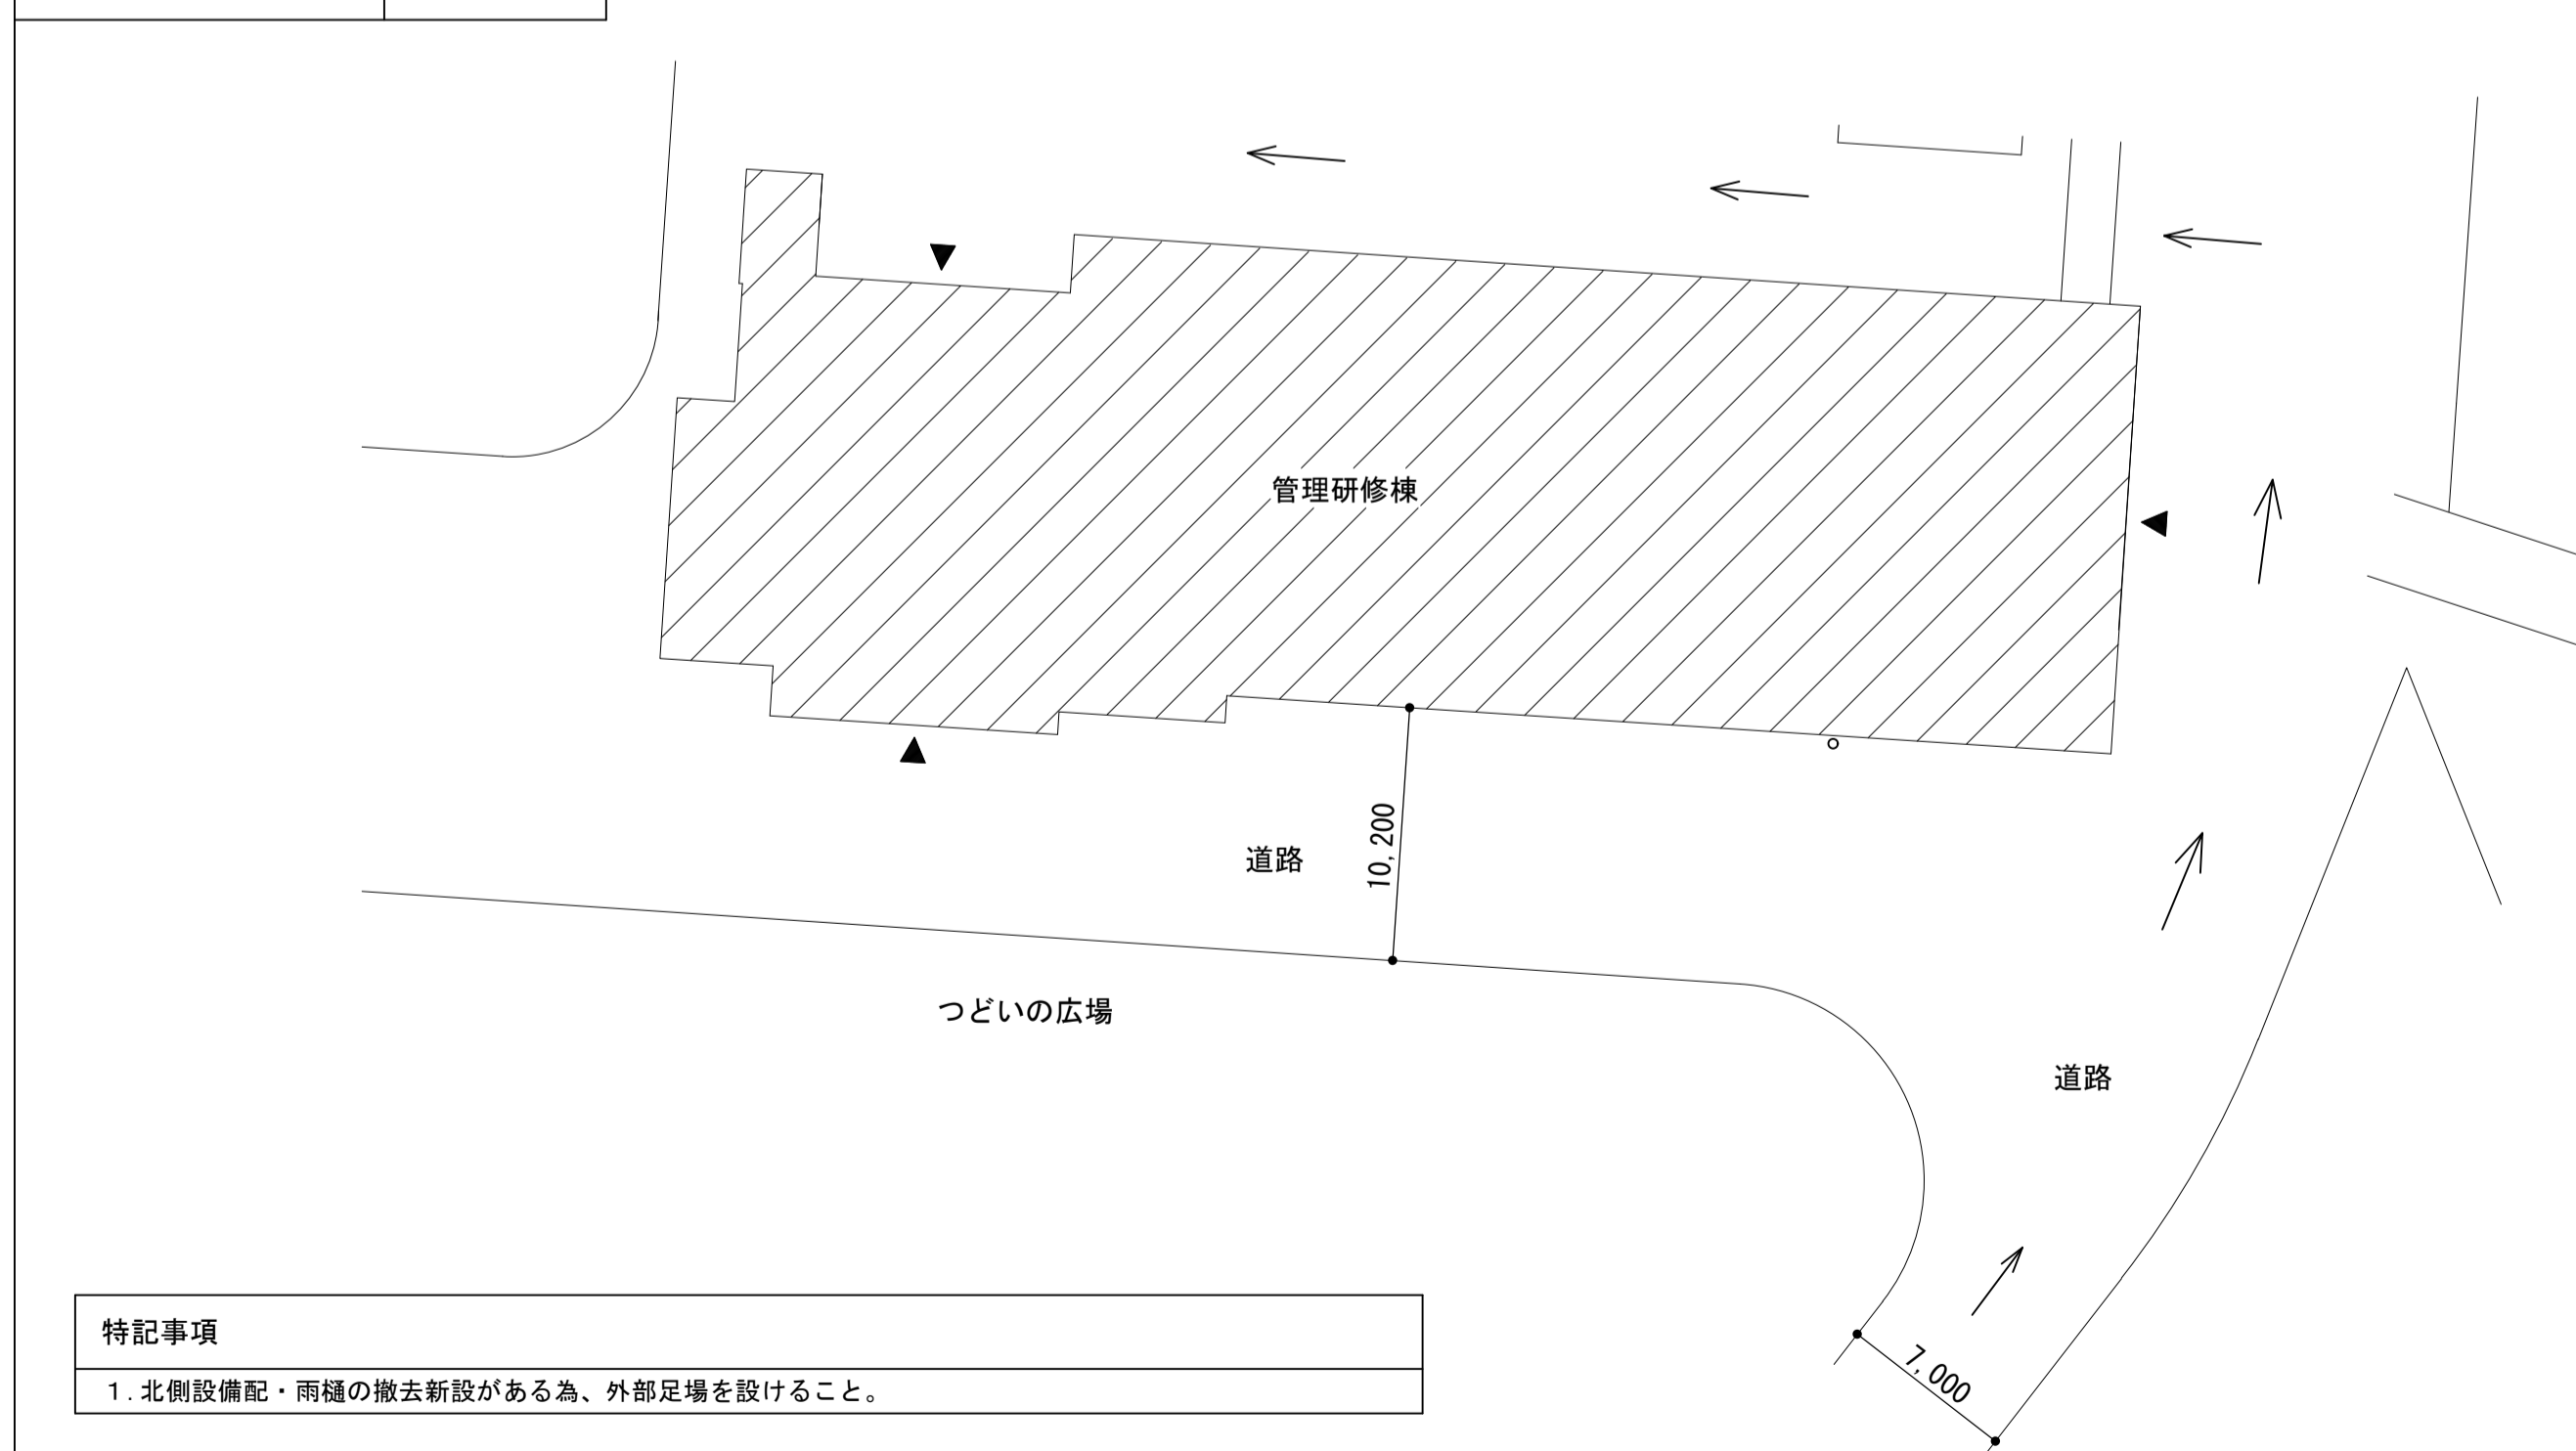 管理研修棟
10,200
道路
つどいの広場
道路
7,000
特記事項
1.北側設備配・雨樋の撤去新設がある為、外部足場を設けること。